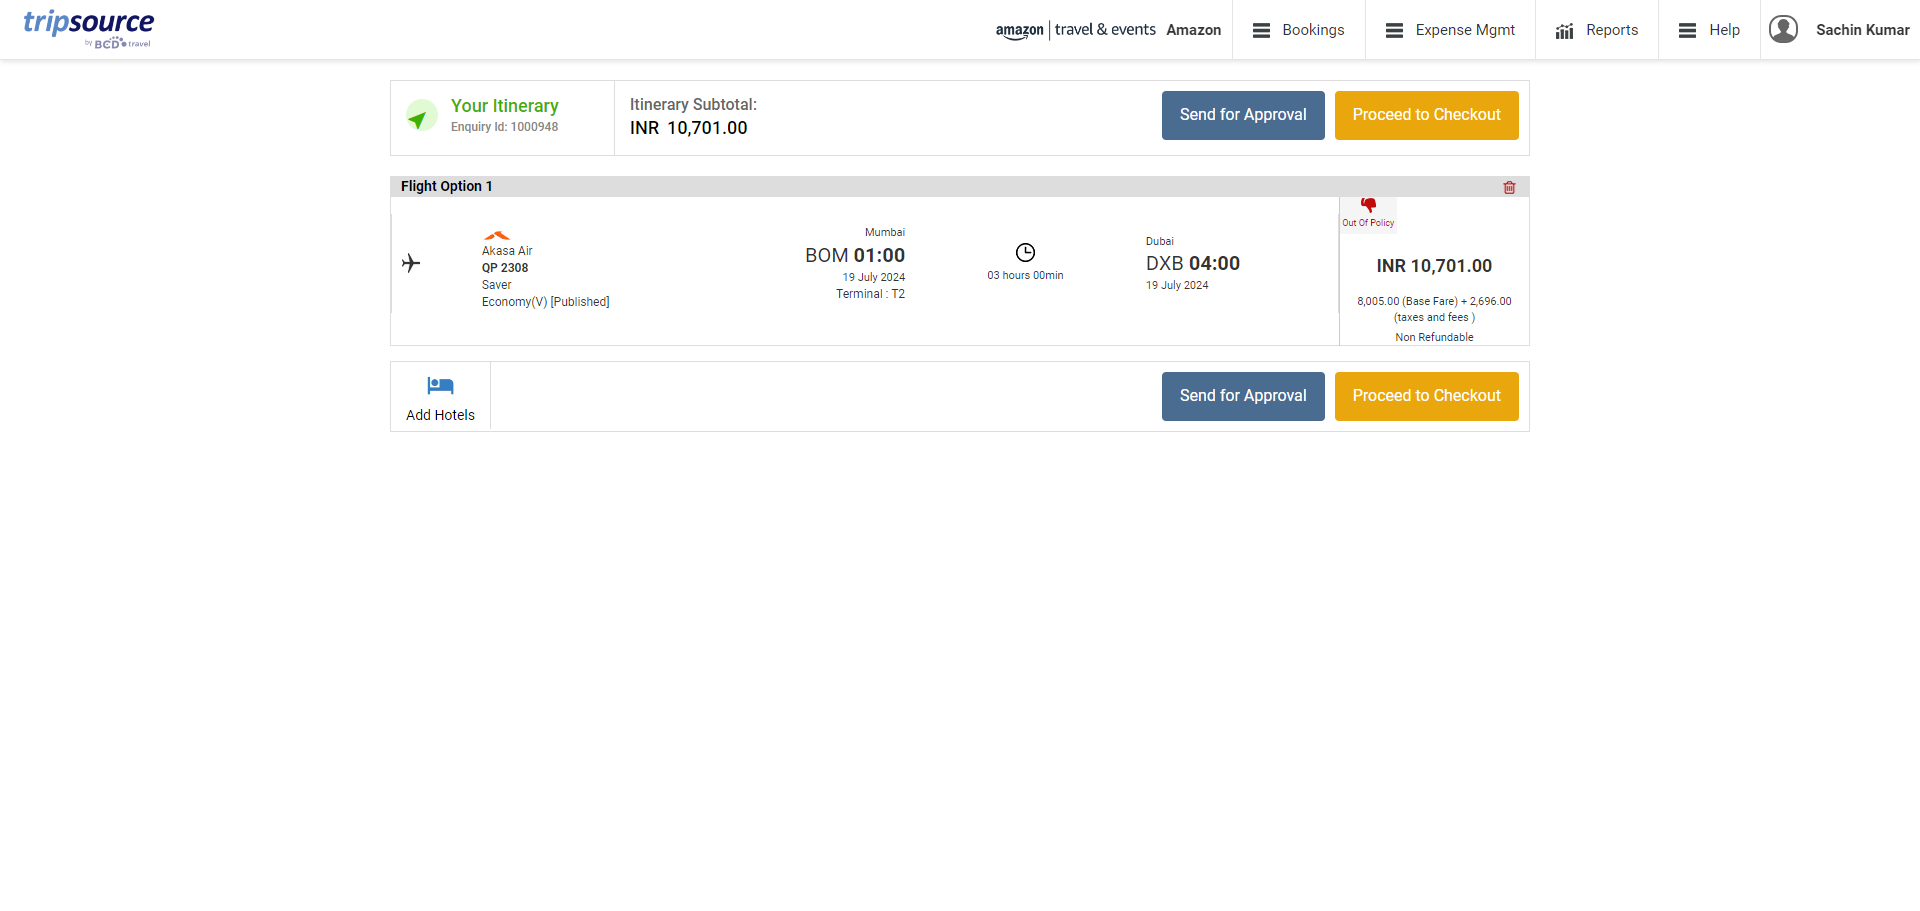 tripsource
by BCD travel
amazon | travel & events Amazon
Bookings
Expense Mgmt
Reports
Help
Sachin Kumar
Your Itinerary
Enquiry Id: 1000948
Itinerary Subtotal:
INR 10,701.00
Send for Approval
Proceed to Checkout
Flight Option 1
Akasa Air
QP 2308
Saver
Economy(V) [Published]
Mumbai
BOM 01:00
19 July 2024
Terminal : T2
03 hours 00min
Dubai
DXB 04:00
19 July 2024
Out Of Policy
INR 10,701.00
8,005.00 (Base Fare) + 2,696.00
(taxes and fees )
Non Refundable
Add Hotels
Send for Approval
Proceed to Checkout